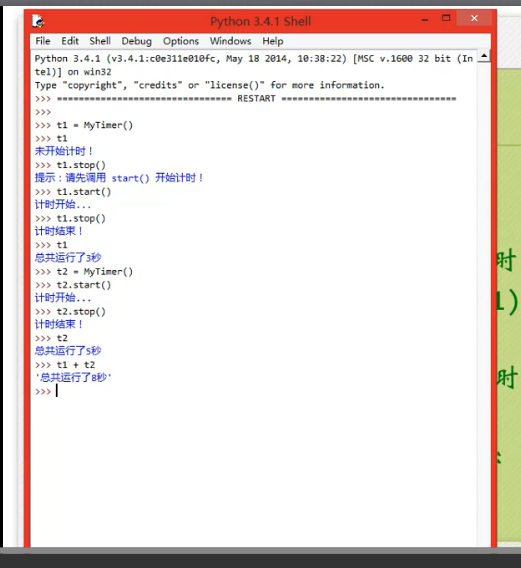 Python 3.4.1 Shell
File Edit Shell Debug Options Windows Help
Python 3.4.1 (v3.4.1:c0e311e010fc, May 18 2014, 10:38:22) [MSC v.1600 32 bit (In
tel)] on win32
Type "copyright", "credits" or "license()" for more information.
>>> ================================ RESTART ================================
>>>
>>> t1 = MyTimer()
>>> t1
未开始计时！
>>> t1.stop()
提示：请先调用 start() 开始计时！
>>> t1.start()
计时开始...
>>> t1.stop()
计时结束！
>>> t1
总共运行了3秒
>>> t2 = MyTimer()
>>> t2.start()
计时开始...
>>> t2.stop()
计时结束！
>>> t2
总共运行了5秒
>>> t1 + t2
'总共运行了8秒'
>>>
时
1)
时